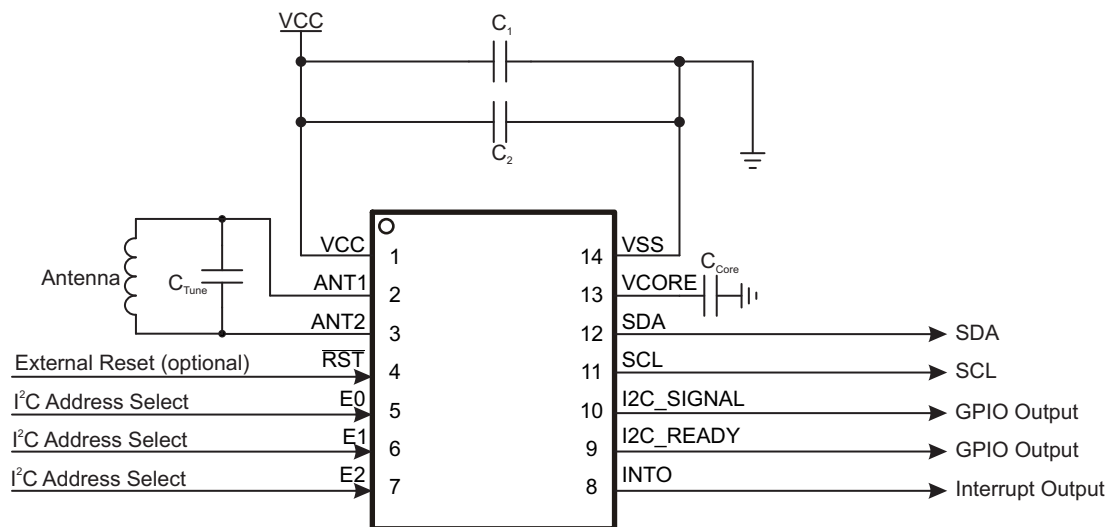 VCC
C1
C2
VCC 1 14 VSS
CCore
Antenna
CTune
ANT1 2 13 VCORE
ANT2 3 12 SDA SDA
External Reset (optional) RST 4 11 SCL SCL
I²C Address Select E0 5 10 I2C_SIGNAL GPIO Output
I²C Address Select E1 6 9 I2C_READY GPIO Output
I²C Address Select E2 7 8 INTO Interrupt Output